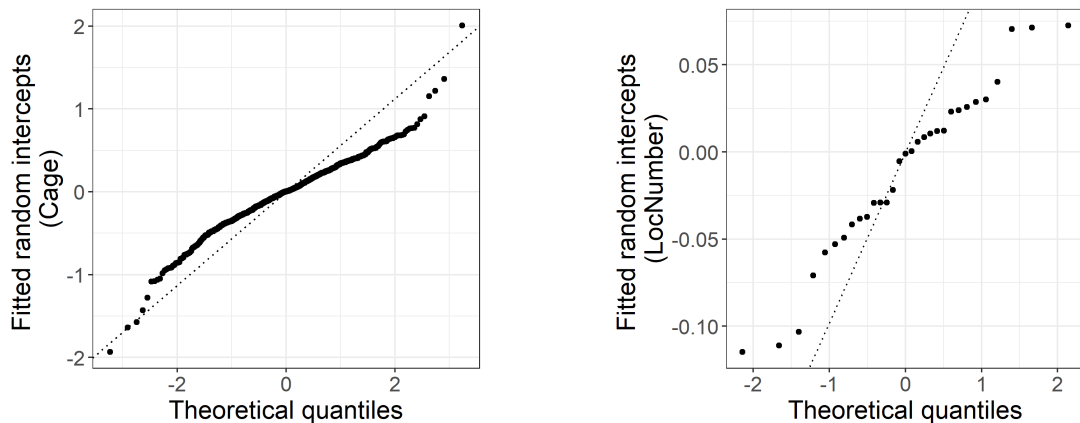 Fitted random intercepts
(Cage)
2
1
0
-1
-2
-2
0
2
Theoretical quantiles
Fitted random intercepts
(LocNumber)
0.05
0.00
-0.05
-0.10
-2
-1
0
1
2
Theoretical quantiles